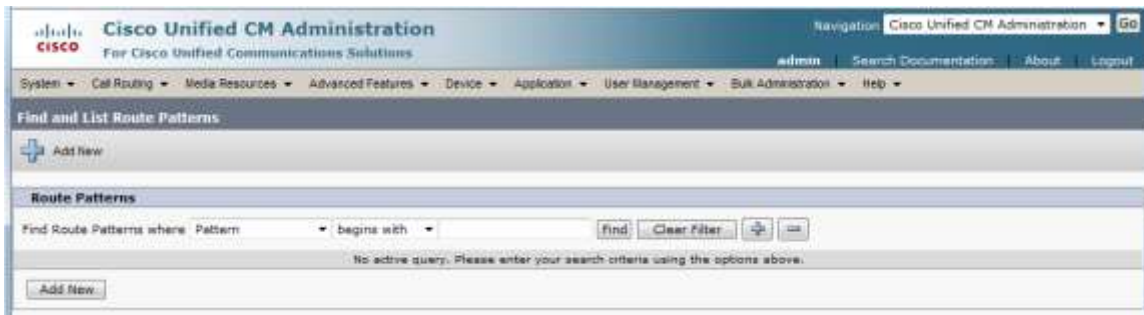 Cisco Unified CM Administration
For Cisco Unified Communications Solutions
CISCO
Navigation Cisco Unified CM Administration Go
admin Search Documentation About Logout
System Call Routing Media Resources Advanced Features Device Application User Management Bulk Administration Help
Find and List Route Patterns
Add New
Route Patterns
Find Route Patterns where Pattern begins with Find Clear Filter
No active query. Please enter your search criteria using the options above.
Add New